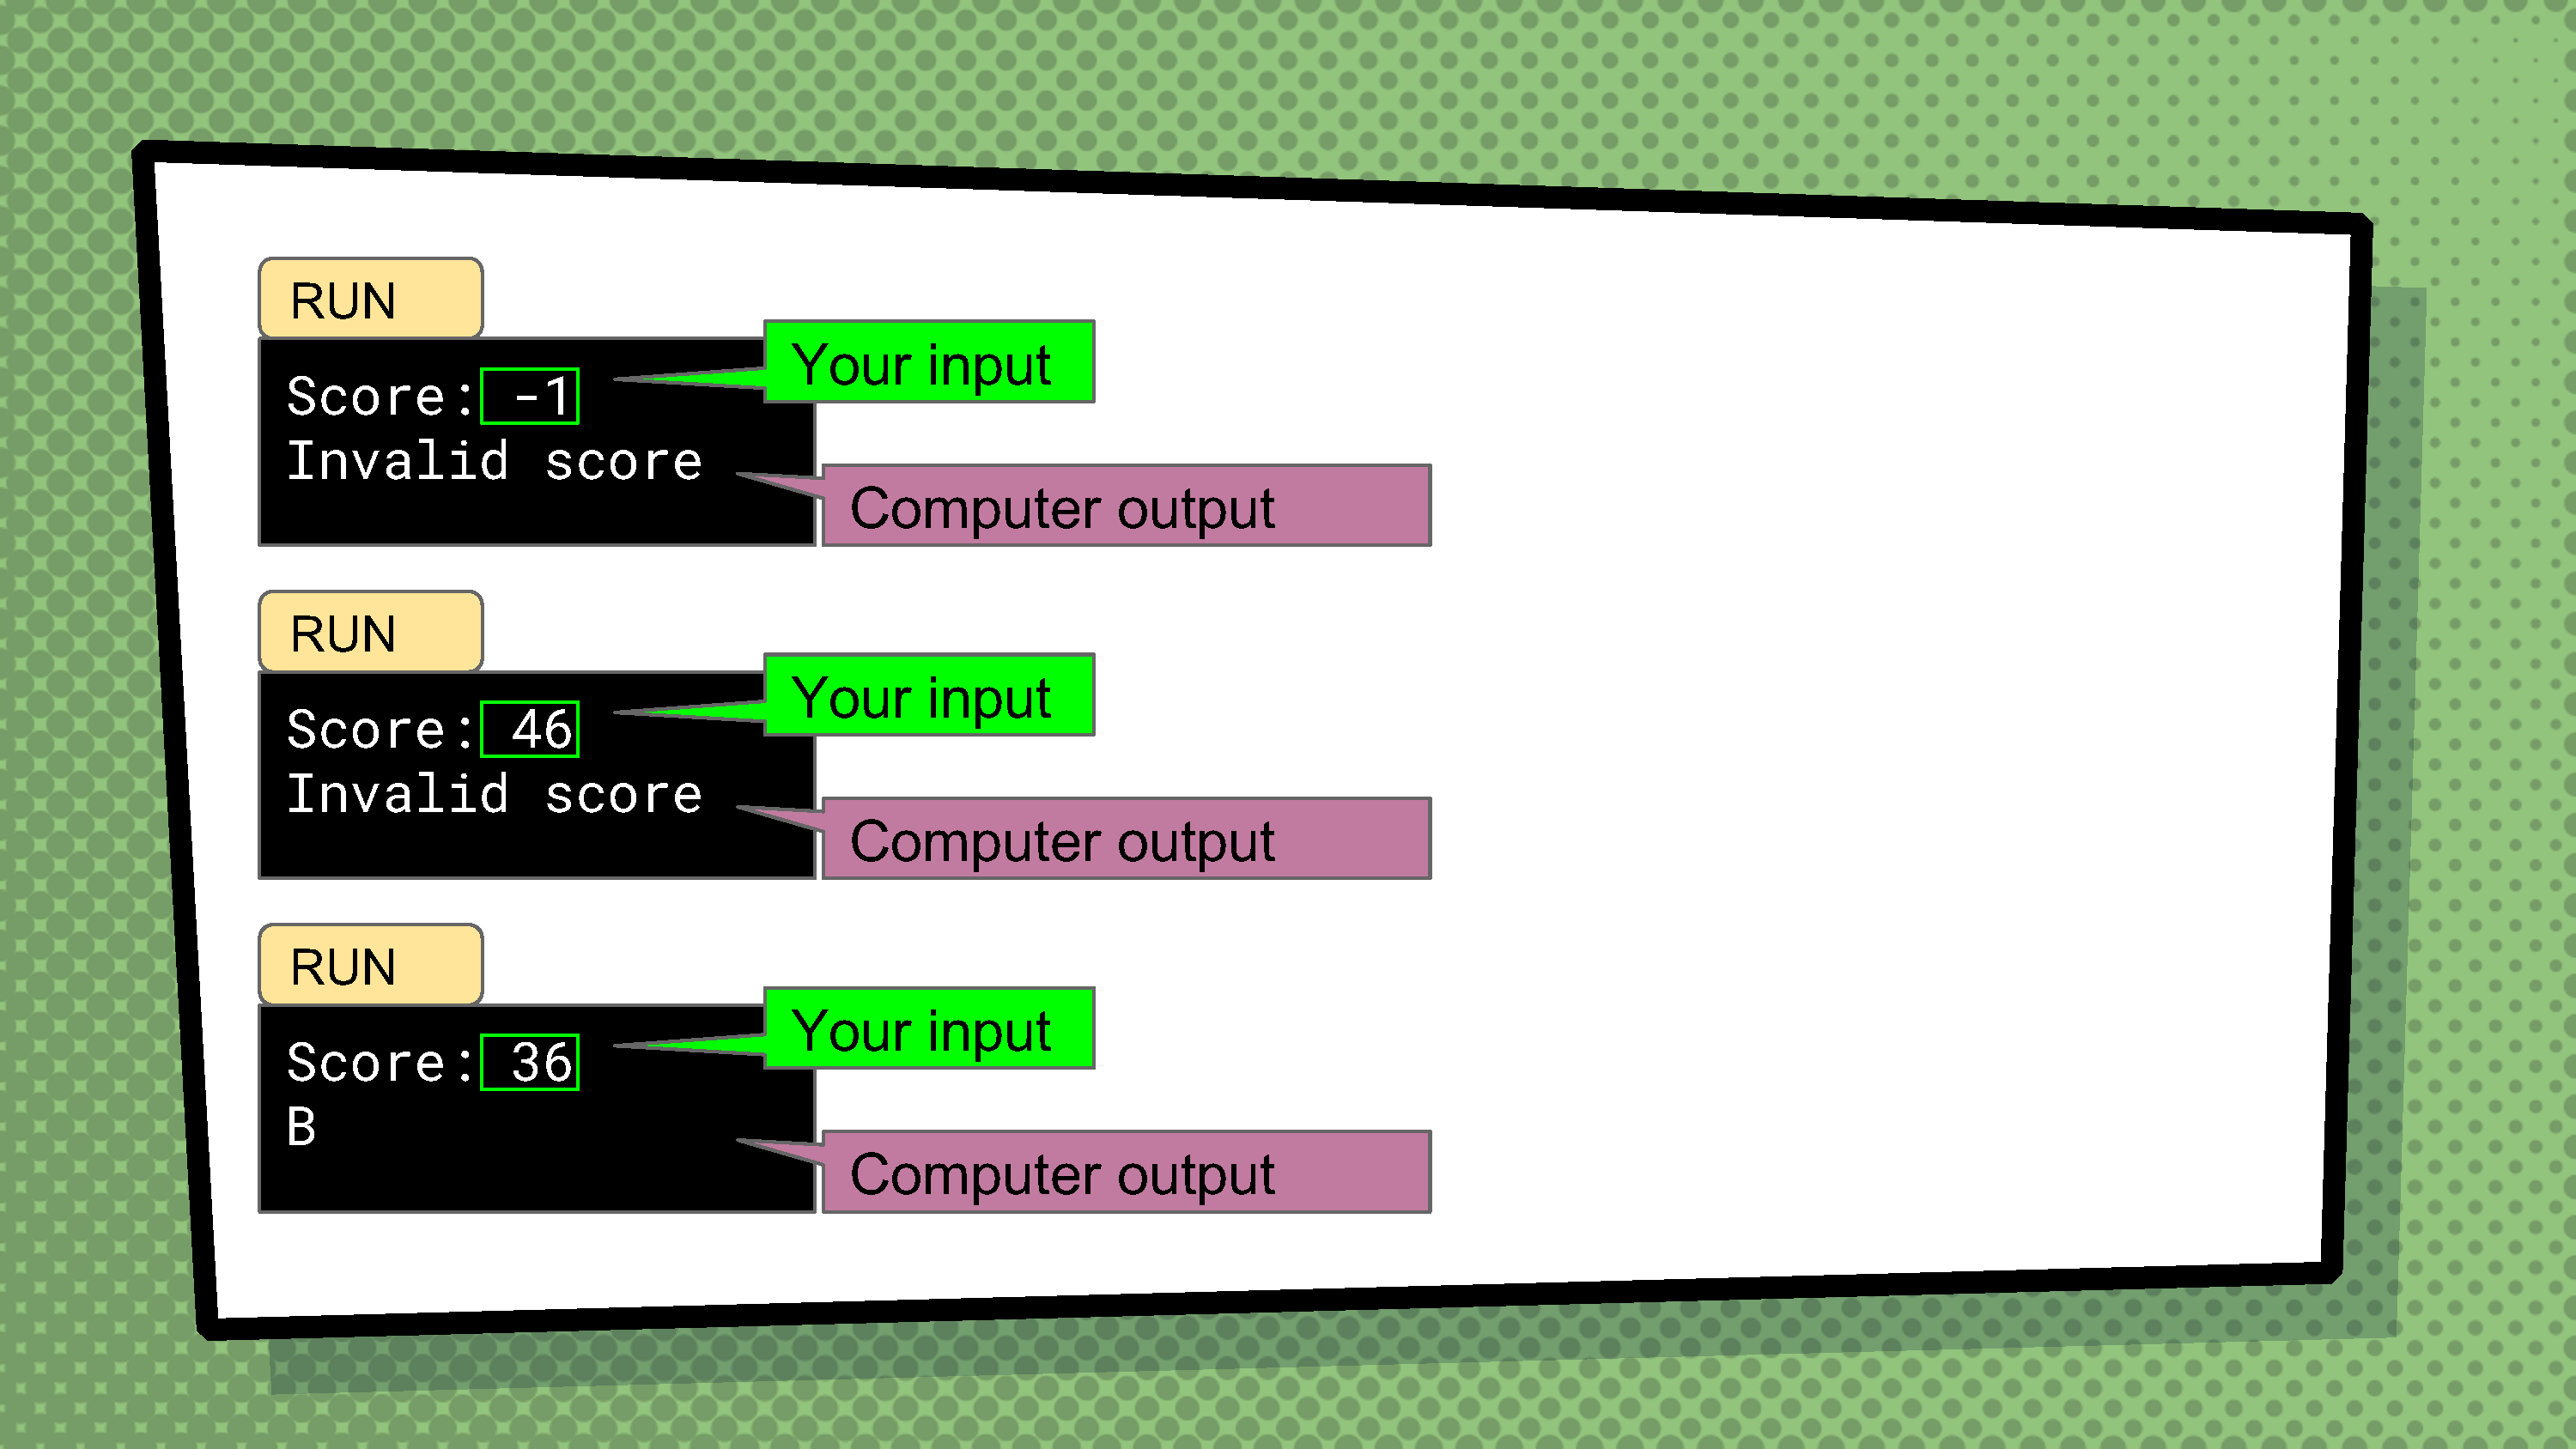 RUN
Your input
Score: -1
Invalid score
Computer output
RUN
Your input
Score: 46
Invalid score
Computer output
RUN
Your input
Score: 36
B
Computer output